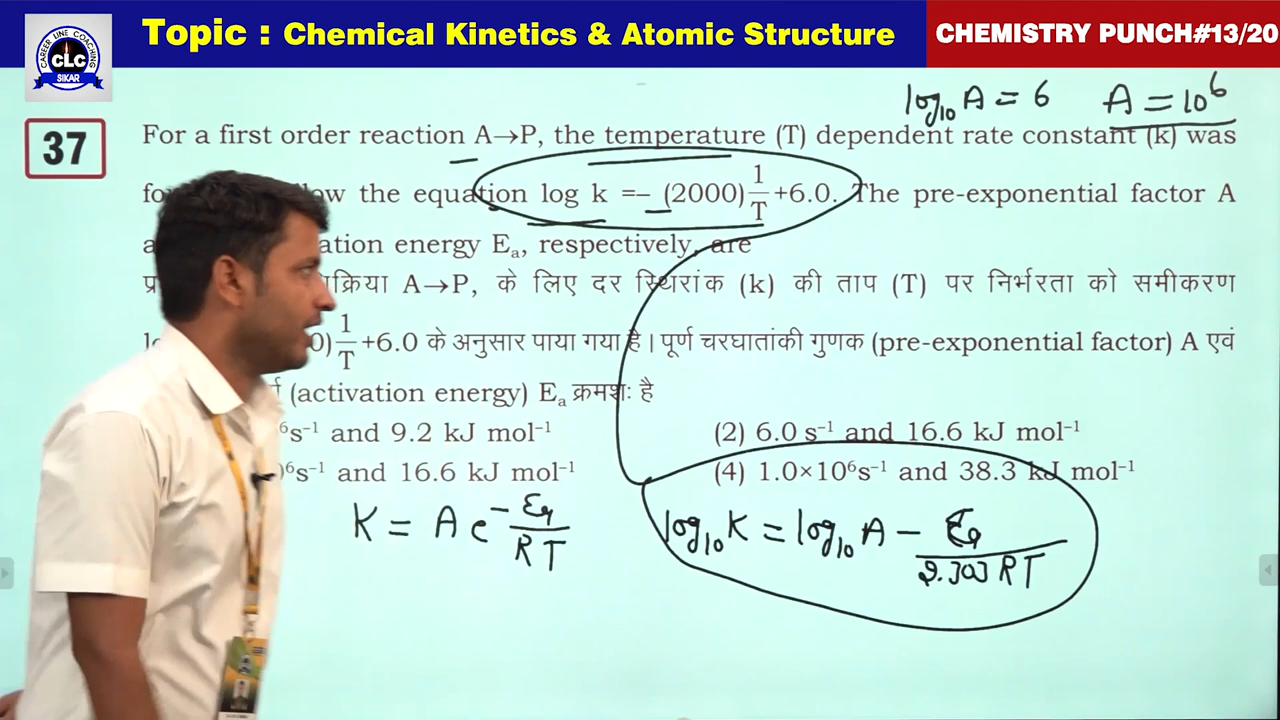 Topic : Chemical Kinetics & Atomic Structure
CHEMISTRY PUNCH#13/20
CAREER LINE COACHING
CLC
SIKAR
log₁₀ A = 6 A = 10⁶
37
For a first order reaction A→P, the temperature (T) dependent rate constant (k) was
the equation log k =– (2000) 1/T +6.0. The pre-exponential factor A
energy Eₐ, respectively, are
A→P, के लिए दर स्थिरांक (k) की ताप (T) पर निर्भरता को समीकरण
1/T +6.0 के अनुसार पाया गया है। पूर्ण चरघातांकी गुणक (pre-exponential factor) A एवं
(activation energy) Eₐ क्रमशः है
⁶s⁻¹ and 9.2 kJ mol⁻¹ (2) 6.0 s⁻¹ and 16.6 kJ mol⁻¹
⁶s⁻¹ and 16.6 kJ mol⁻¹ (4) 1.0×10⁶s⁻¹ and 38.3 kJ mol⁻¹
K = A e^(-Eₐ/RT) log₁₀ K = log₁₀ A – Eₐ/2.303 RT